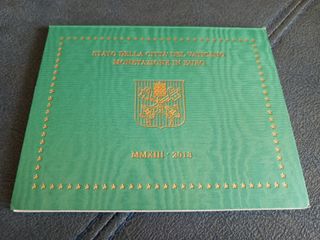 STATO DELLA CITTÀ DEL VATICANO
MONETAZIONE IN EURO
MMXIII - 2013